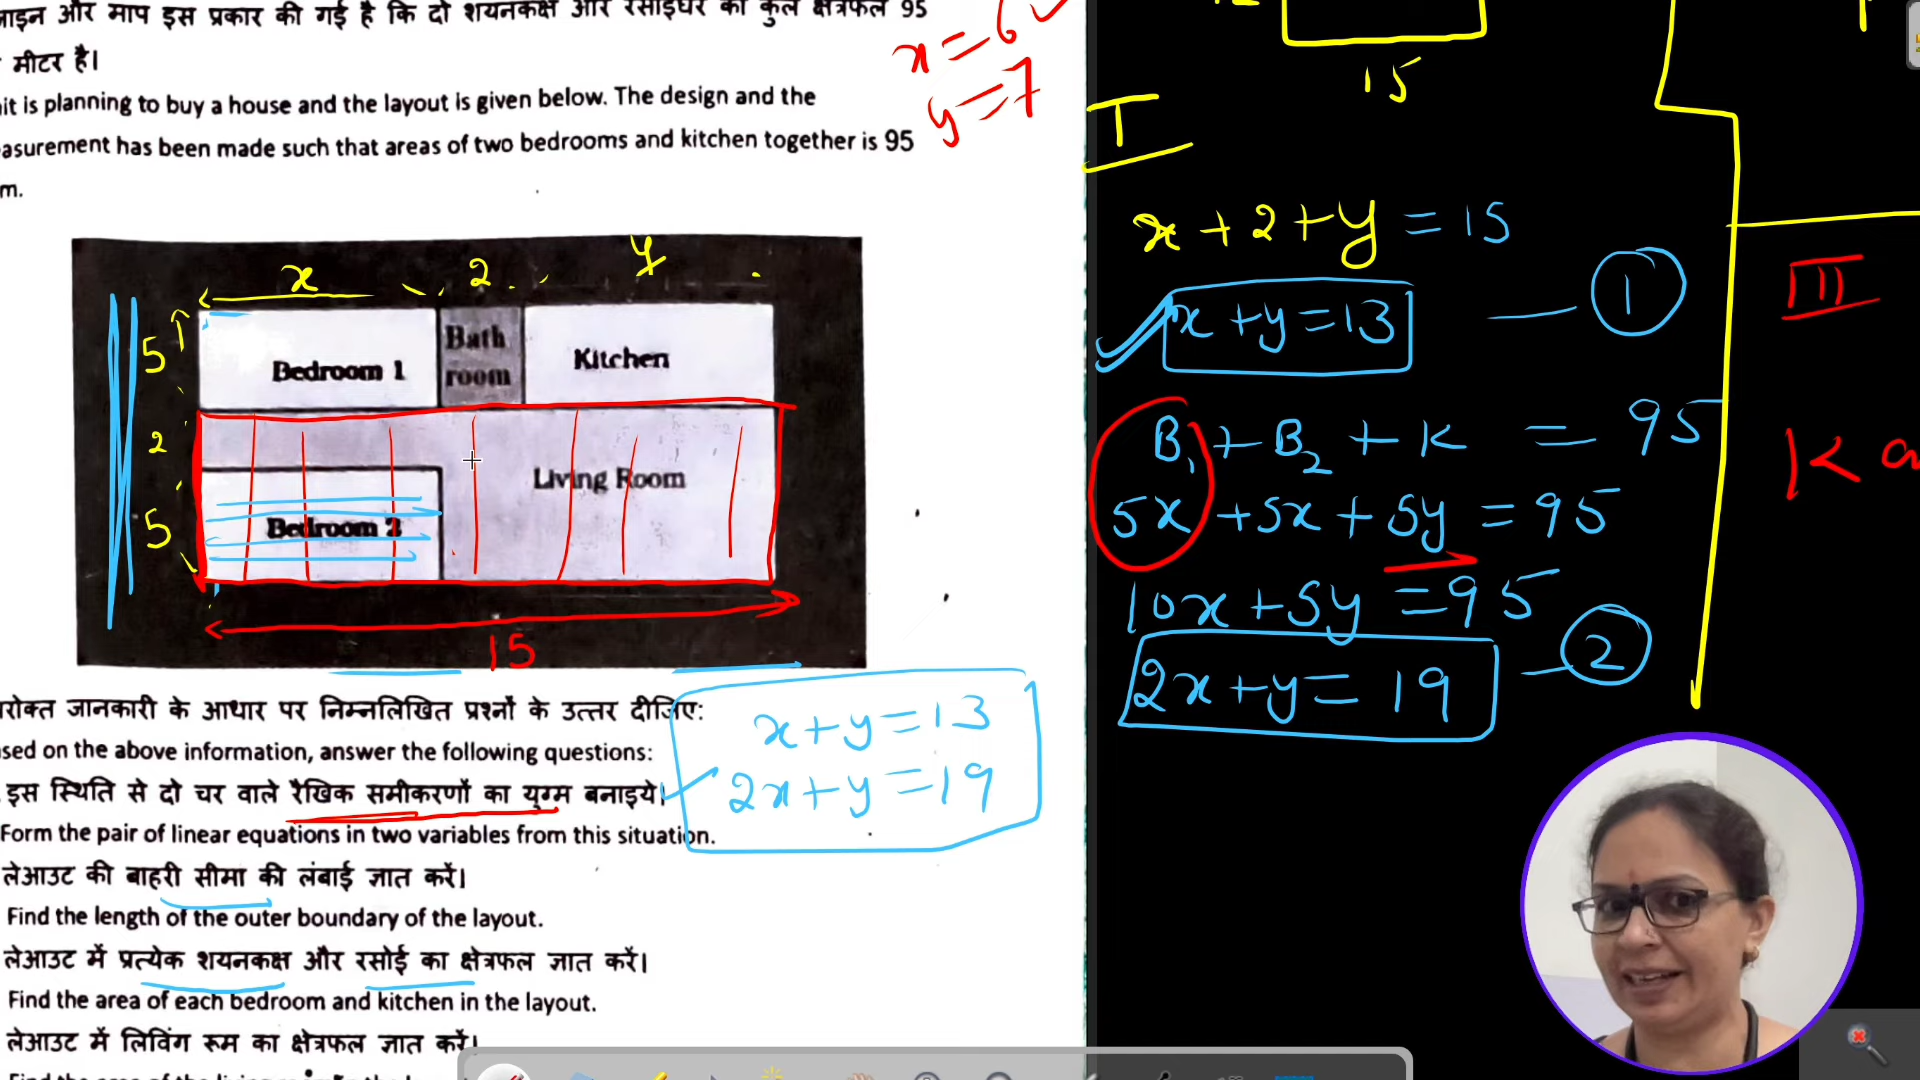 और माप इस प्रकार की गई है कि दो शयनकक्ष और रसोईघर का कुल क्षेत्रफल 95
मीटर है।
is planning to buy a house and the layout is given below. The design and the
has been made such that areas of two bedrooms and kitchen together is 95
m.
x=6
y=7
x
2
y
5
Bedroom 1
Bath
room
Kitchen
2
Living Room
5
Bedroom 2
15
उपरोक्त जानकारी के आधार पर निम्नलिखित प्रश्नों के उत्तर दीजिए:
on the above information, answer the following questions:
इस स्थिति से दो चर वाले रैखिक समीकरणों का युग्म बनाइये।
Form the pair of linear equations in two variables from this situation.
x+y=13
2x+y=19
लेआउट की बाहरी सीमा की लंबाई ज्ञात करें।
Find the length of the outer boundary of the layout.
लेआउट में प्रत्येक शयनकक्ष और रसोई का क्षेत्रफल ज्ञात करें।
Find the area of each bedroom and kitchen in the layout.
लेआउट में लिविंग रूम का क्षेत्रफल ज्ञात करें।
15
I
x+2+y=15
x+y=13 — 1
B₁+B₂+K = 95
5x+5x+5y=95
10x+5y=95
2x+y=19 — 2
III
K